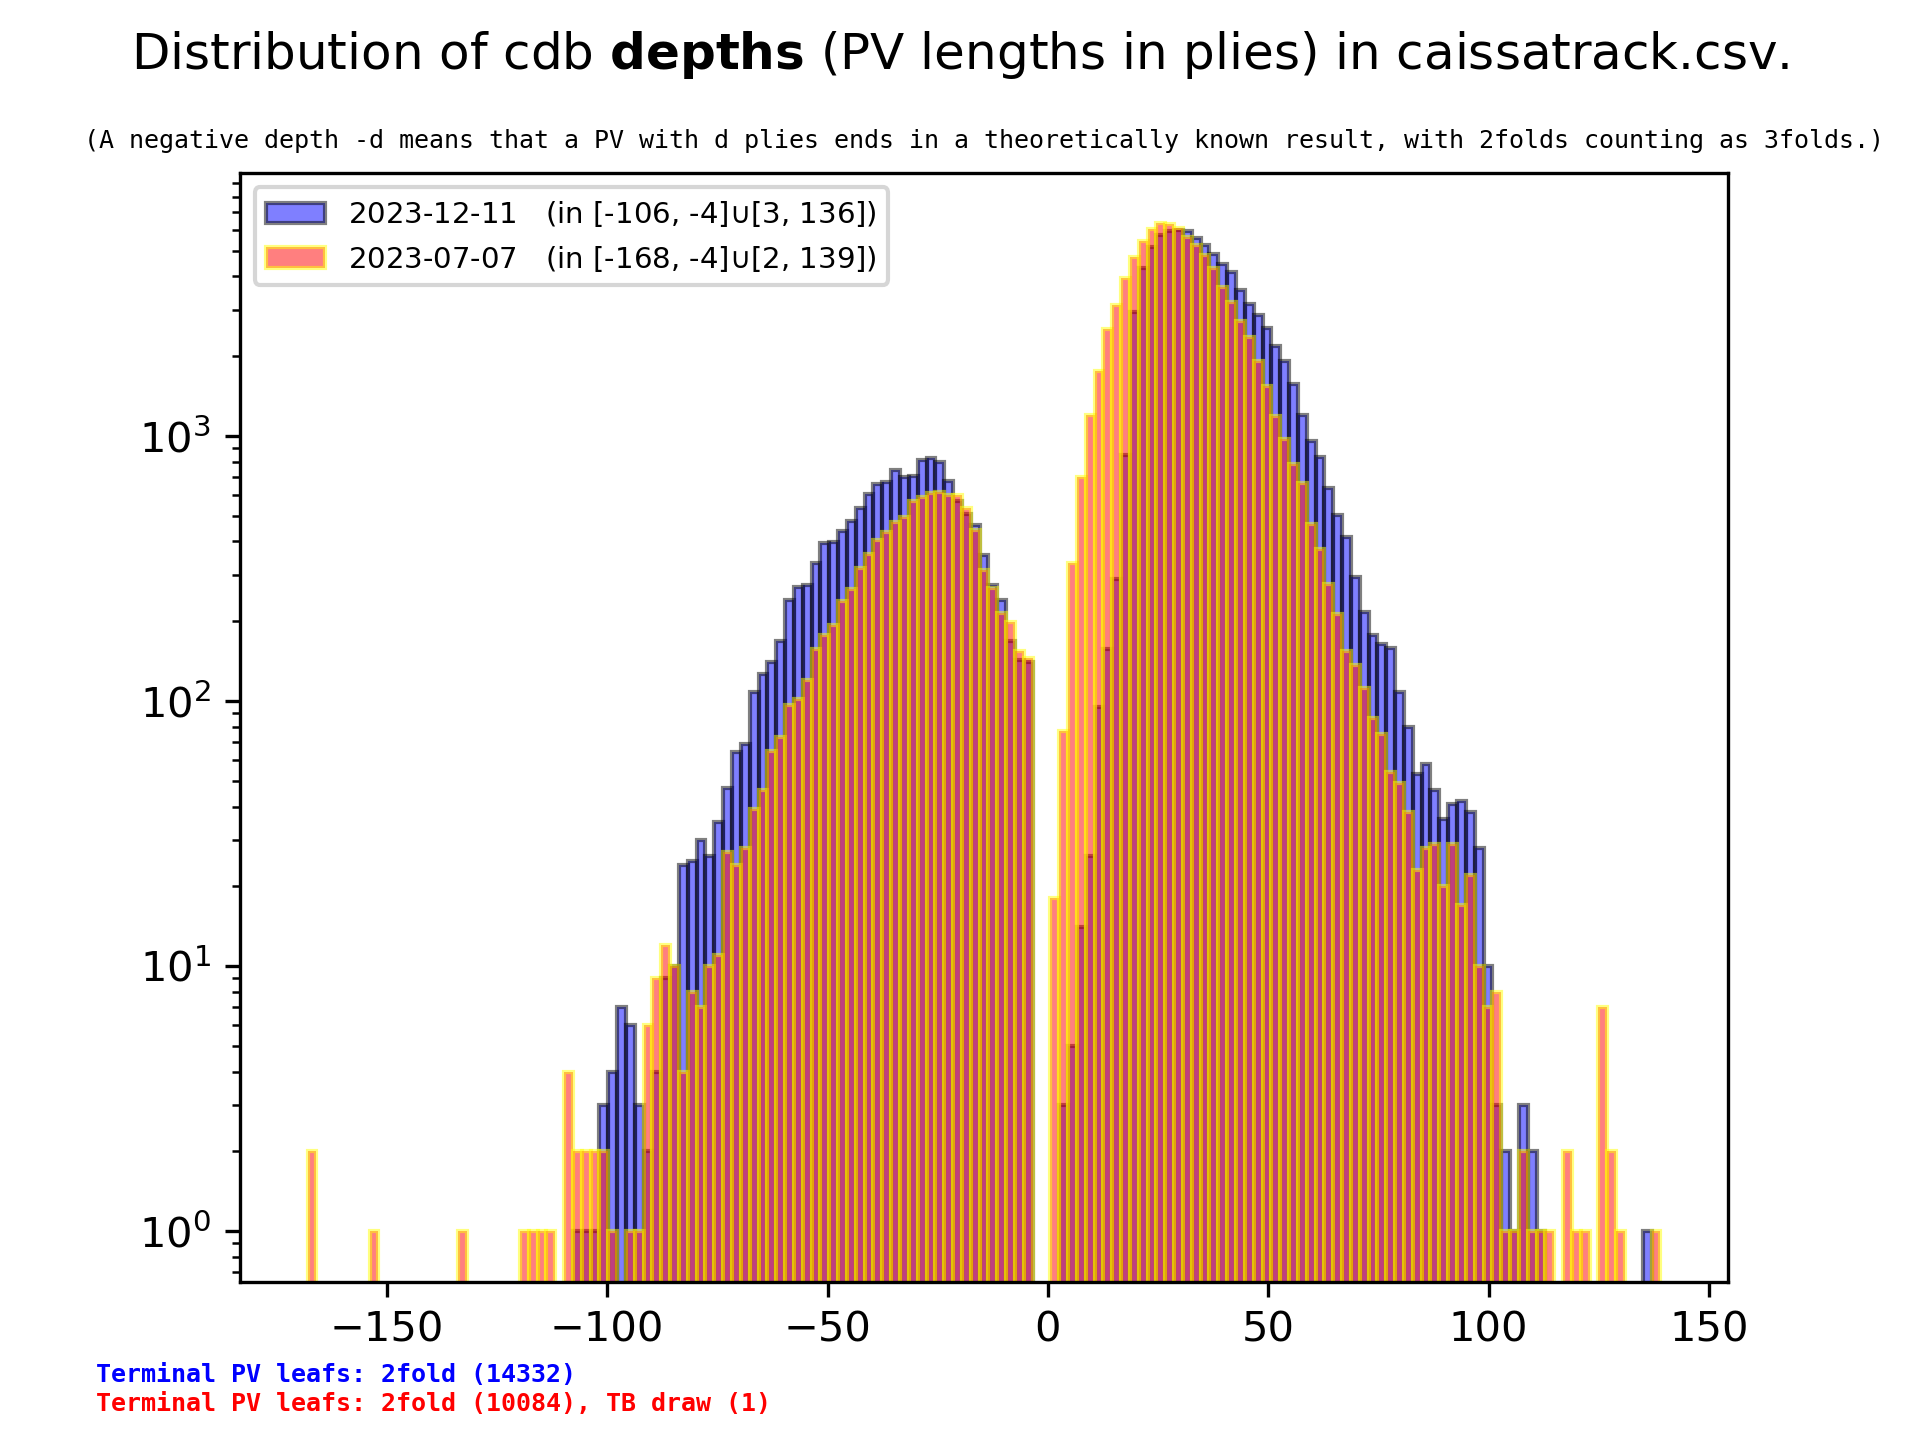 Distribution of cdb depths (PV lengths in plies) in caissatrack.csv.
(A negative depth -d means that a PV with d plies ends in a theoretically known result, with 2folds counting as 3folds.)
2023-12-11 (in [-106, -4]∪[3, 136])
2023-07-07 (in [-168, -4]∪[2, 139])
10³
10²
10¹
10⁰
−150 −100 −50 0 50 100 150
Terminal PV leafs: 2fold (14332)
Terminal PV leafs: 2fold (10084), TB draw (1)